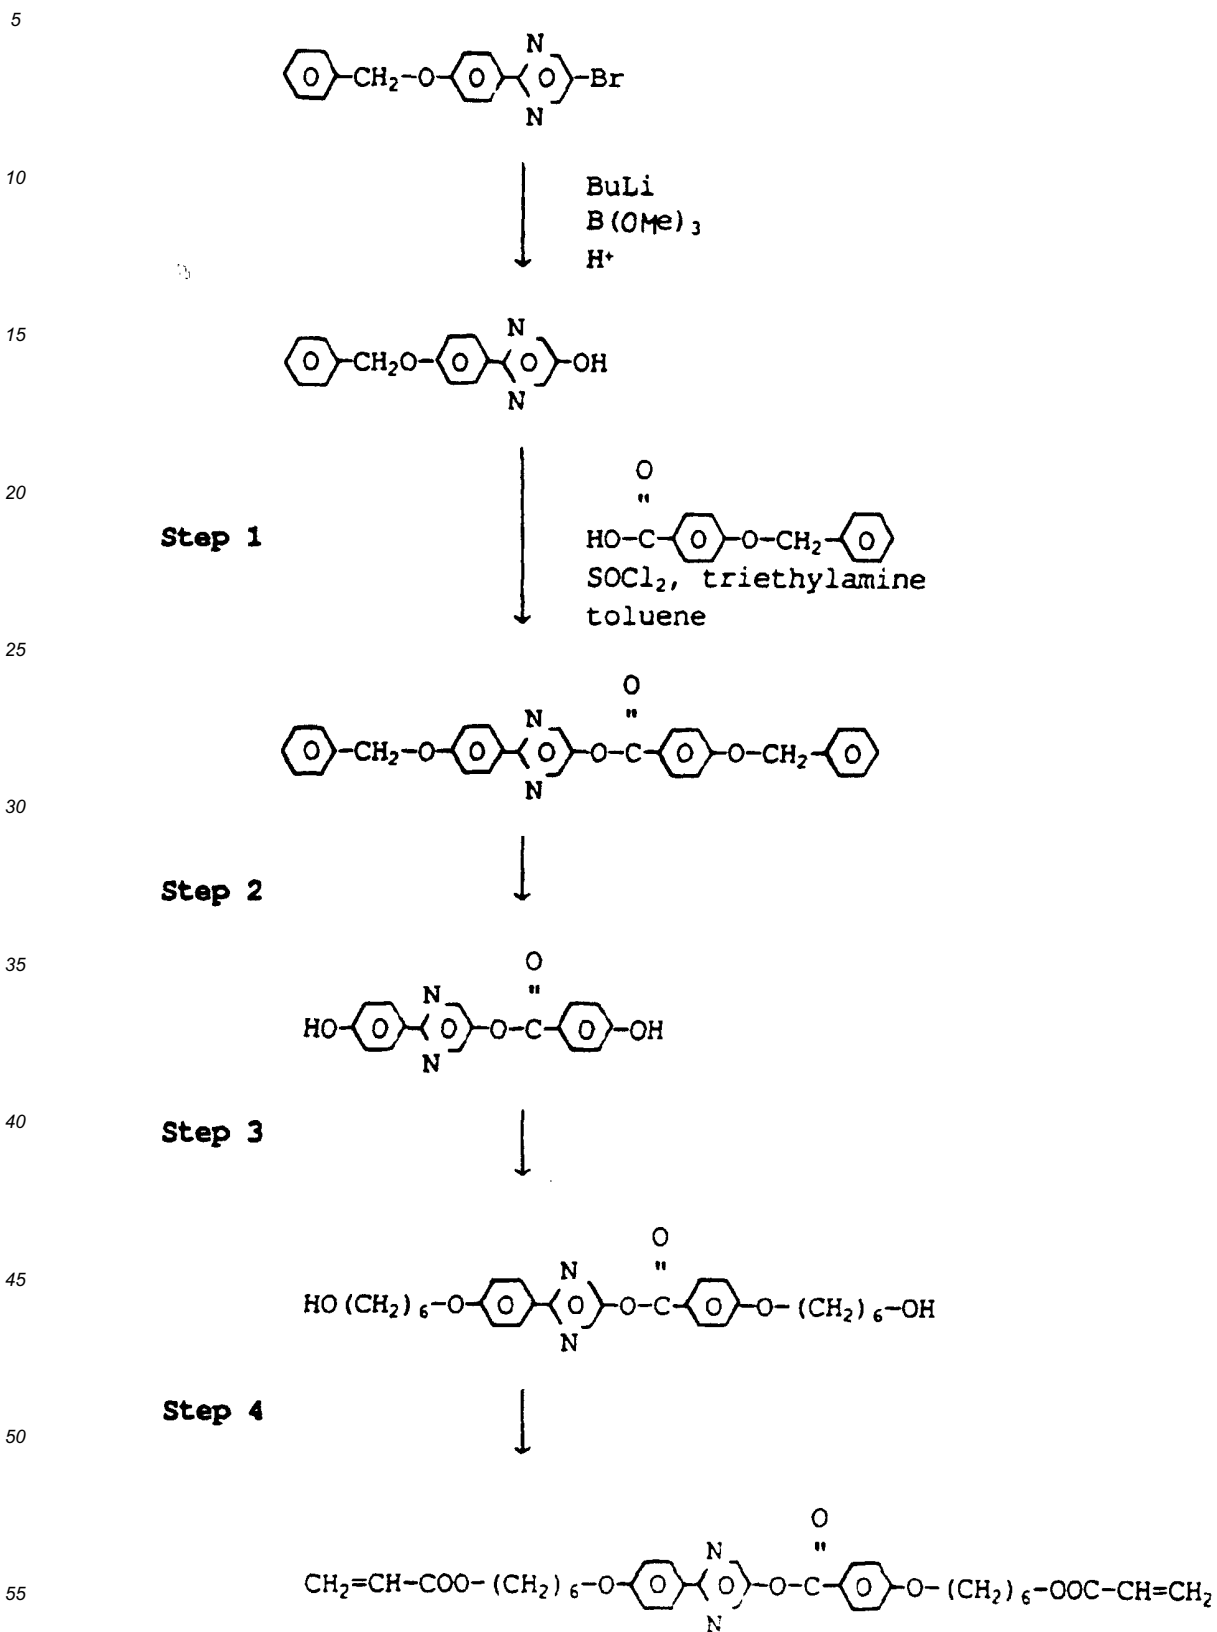 5
N
CH₂-O Br
N
10
BuLi
B(OMe)₃
H⁺
15
N
CH₂O OH
N
O
20
"
Step 1
HO-C O-CH₂
SOCl₂, triethylamine
toluene
25
O
N "
CH₂-O O-C O-CH₂
N
30
Step 2
35
O
N "
HO O-C OH
N
40
Step 3
O
45
N "
HO(CH₂)₆-O O-C O-(CH₂)₆-OH
N
Step 4
50
O
N "
CH₂=CH-COO-(CH₂)₆-O O-C O-(CH₂)₆-OOC-CH=CH₂
55
N